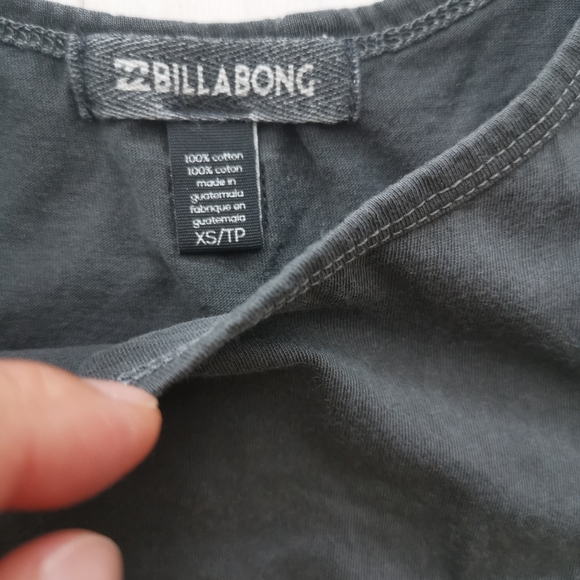 BILLABONG
100% cotton
100% coton
made in
guatemala
fabrique en
guatemala
XS/TP